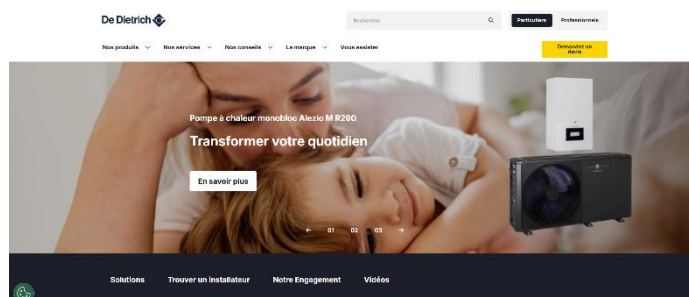 De Dietrich
Recherche
Particuliers
Professionnels
Nos produits
Nos services
Nos conseils
La marque
Vous assister
Demander un
devis
Pompe à chaleur monobloc Alezio M R290
Transformer votre quotidien
En savoir plus
← 01 02 03 →
Solutions
Trouver un installateur
Notre Engagement
Vidéos